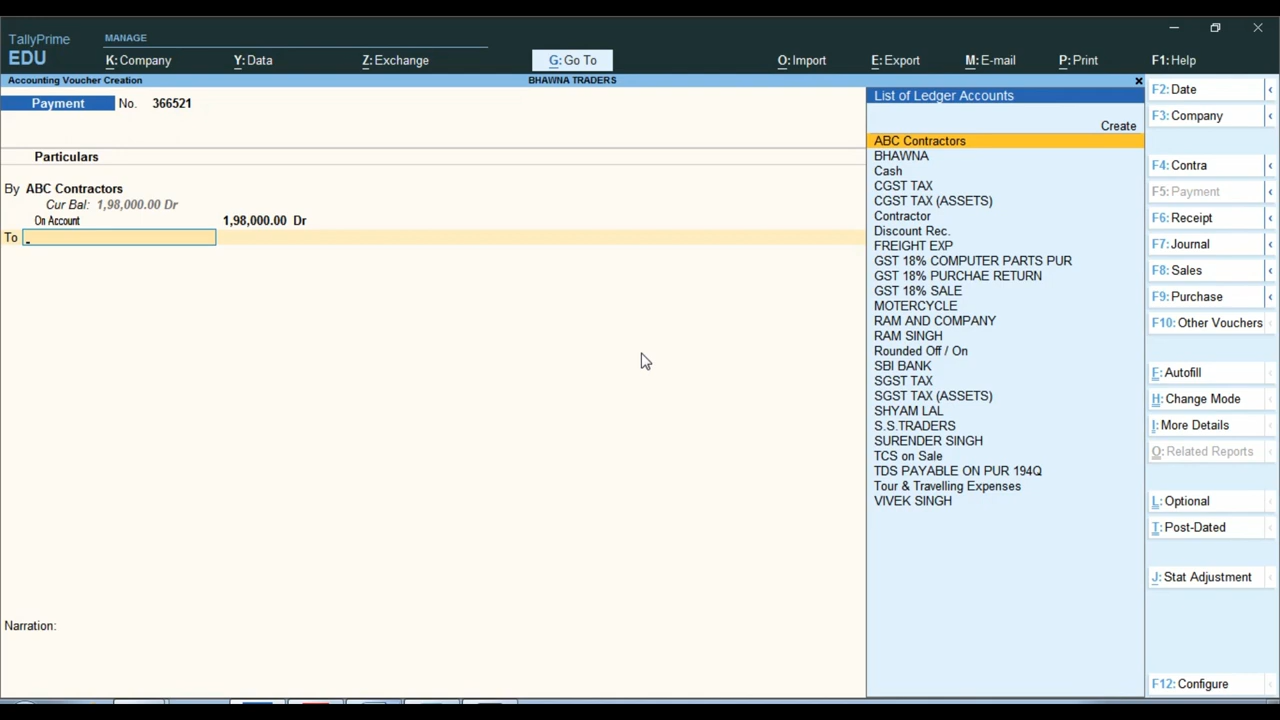 TallyPrime
EDU
MANAGE
K: Company
Y: Data
Z: Exchange
G: Go To
O: Import
E: Export
M: E-mail
P: Print
F1: Help
Accounting Voucher Creation
BHAWNA TRADERS
Payment No. 366521
Particulars
By ABC Contractors
Cur Bal: 1,98,000.00 Dr
On Account 1,98,000.00 Dr
To
Narration:
List of Ledger Accounts
Create
ABC Contractors
BHAWNA
Cash
CGST TAX
CGST TAX (ASSETS)
Contractor
Discount Rec.
FREIGHT EXP
GST 18% COMPUTER PARTS PUR
GST 18% PURCHAE RETURN
GST 18% SALE
MOTERCYCLE
RAM AND COMPANY
RAM SINGH
Rounded Off / On
SBI BANK
SGST TAX
SGST TAX (ASSETS)
SHYAM LAL
S.S.TRADERS
SURENDER SINGH
TCS on Sale
TDS PAYABLE ON PUR 194Q
Tour & Travelling Expenses
VIVEK SINGH
F2: Date
F3: Company
F4: Contra
F5: Payment
F6: Receipt
F7: Journal
F8: Sales
F9: Purchase
F10: Other Vouchers
F: Autofill
H: Change Mode
I: More Details
O: Related Reports
L: Optional
T: Post-Dated
J: Stat Adjustment
F12: Configure